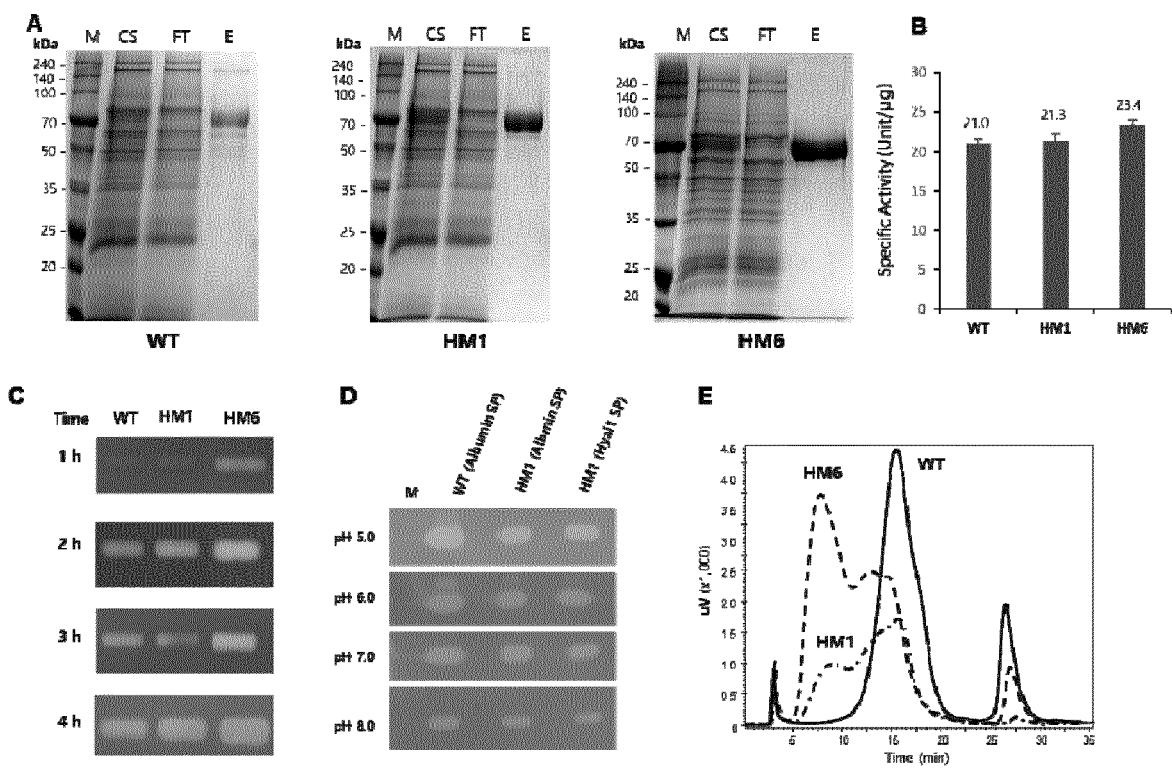 A
B
kDa M CS FT E
240
140
100
70
50
35
25
20
WT
kDa M CS FT E
240
140
100
70
50
35
25
20
HM1
kDa M CS FT E
240
140
100
70
50
35
25
20
HM6
Specific Activity (Unit/µg)
30
25
20
15
10
5
0
21.0
21.3
23.4
WT HM1 HM6
C
Time WT HM1 HM6
1 h
2 h
3 h
4 h
D
M
WT (Albumin SP)
HM1 (Albumin SP)
HM1 (Hyal1 SP)
pH 5.0
pH 6.0
pH 7.0
pH 8.0
E
4.5
4.0
3.5
3.0
2.5
2.0
1.5
1.0
0.5
0
HM6
WT
HM1
5 10 15 20 25 30 35
Time (min)